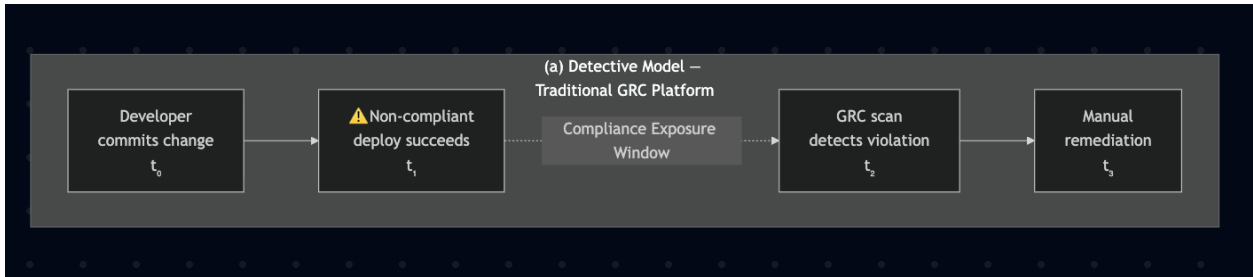 (a) Detective Model —
Traditional GRC Platform
Developer
commits change
t₀
⚠️Non-compliant
deploy succeeds
t₁
Compliance Exposure
Window
GRC scan
detects violation
t₂
Manual
remediation
t₃